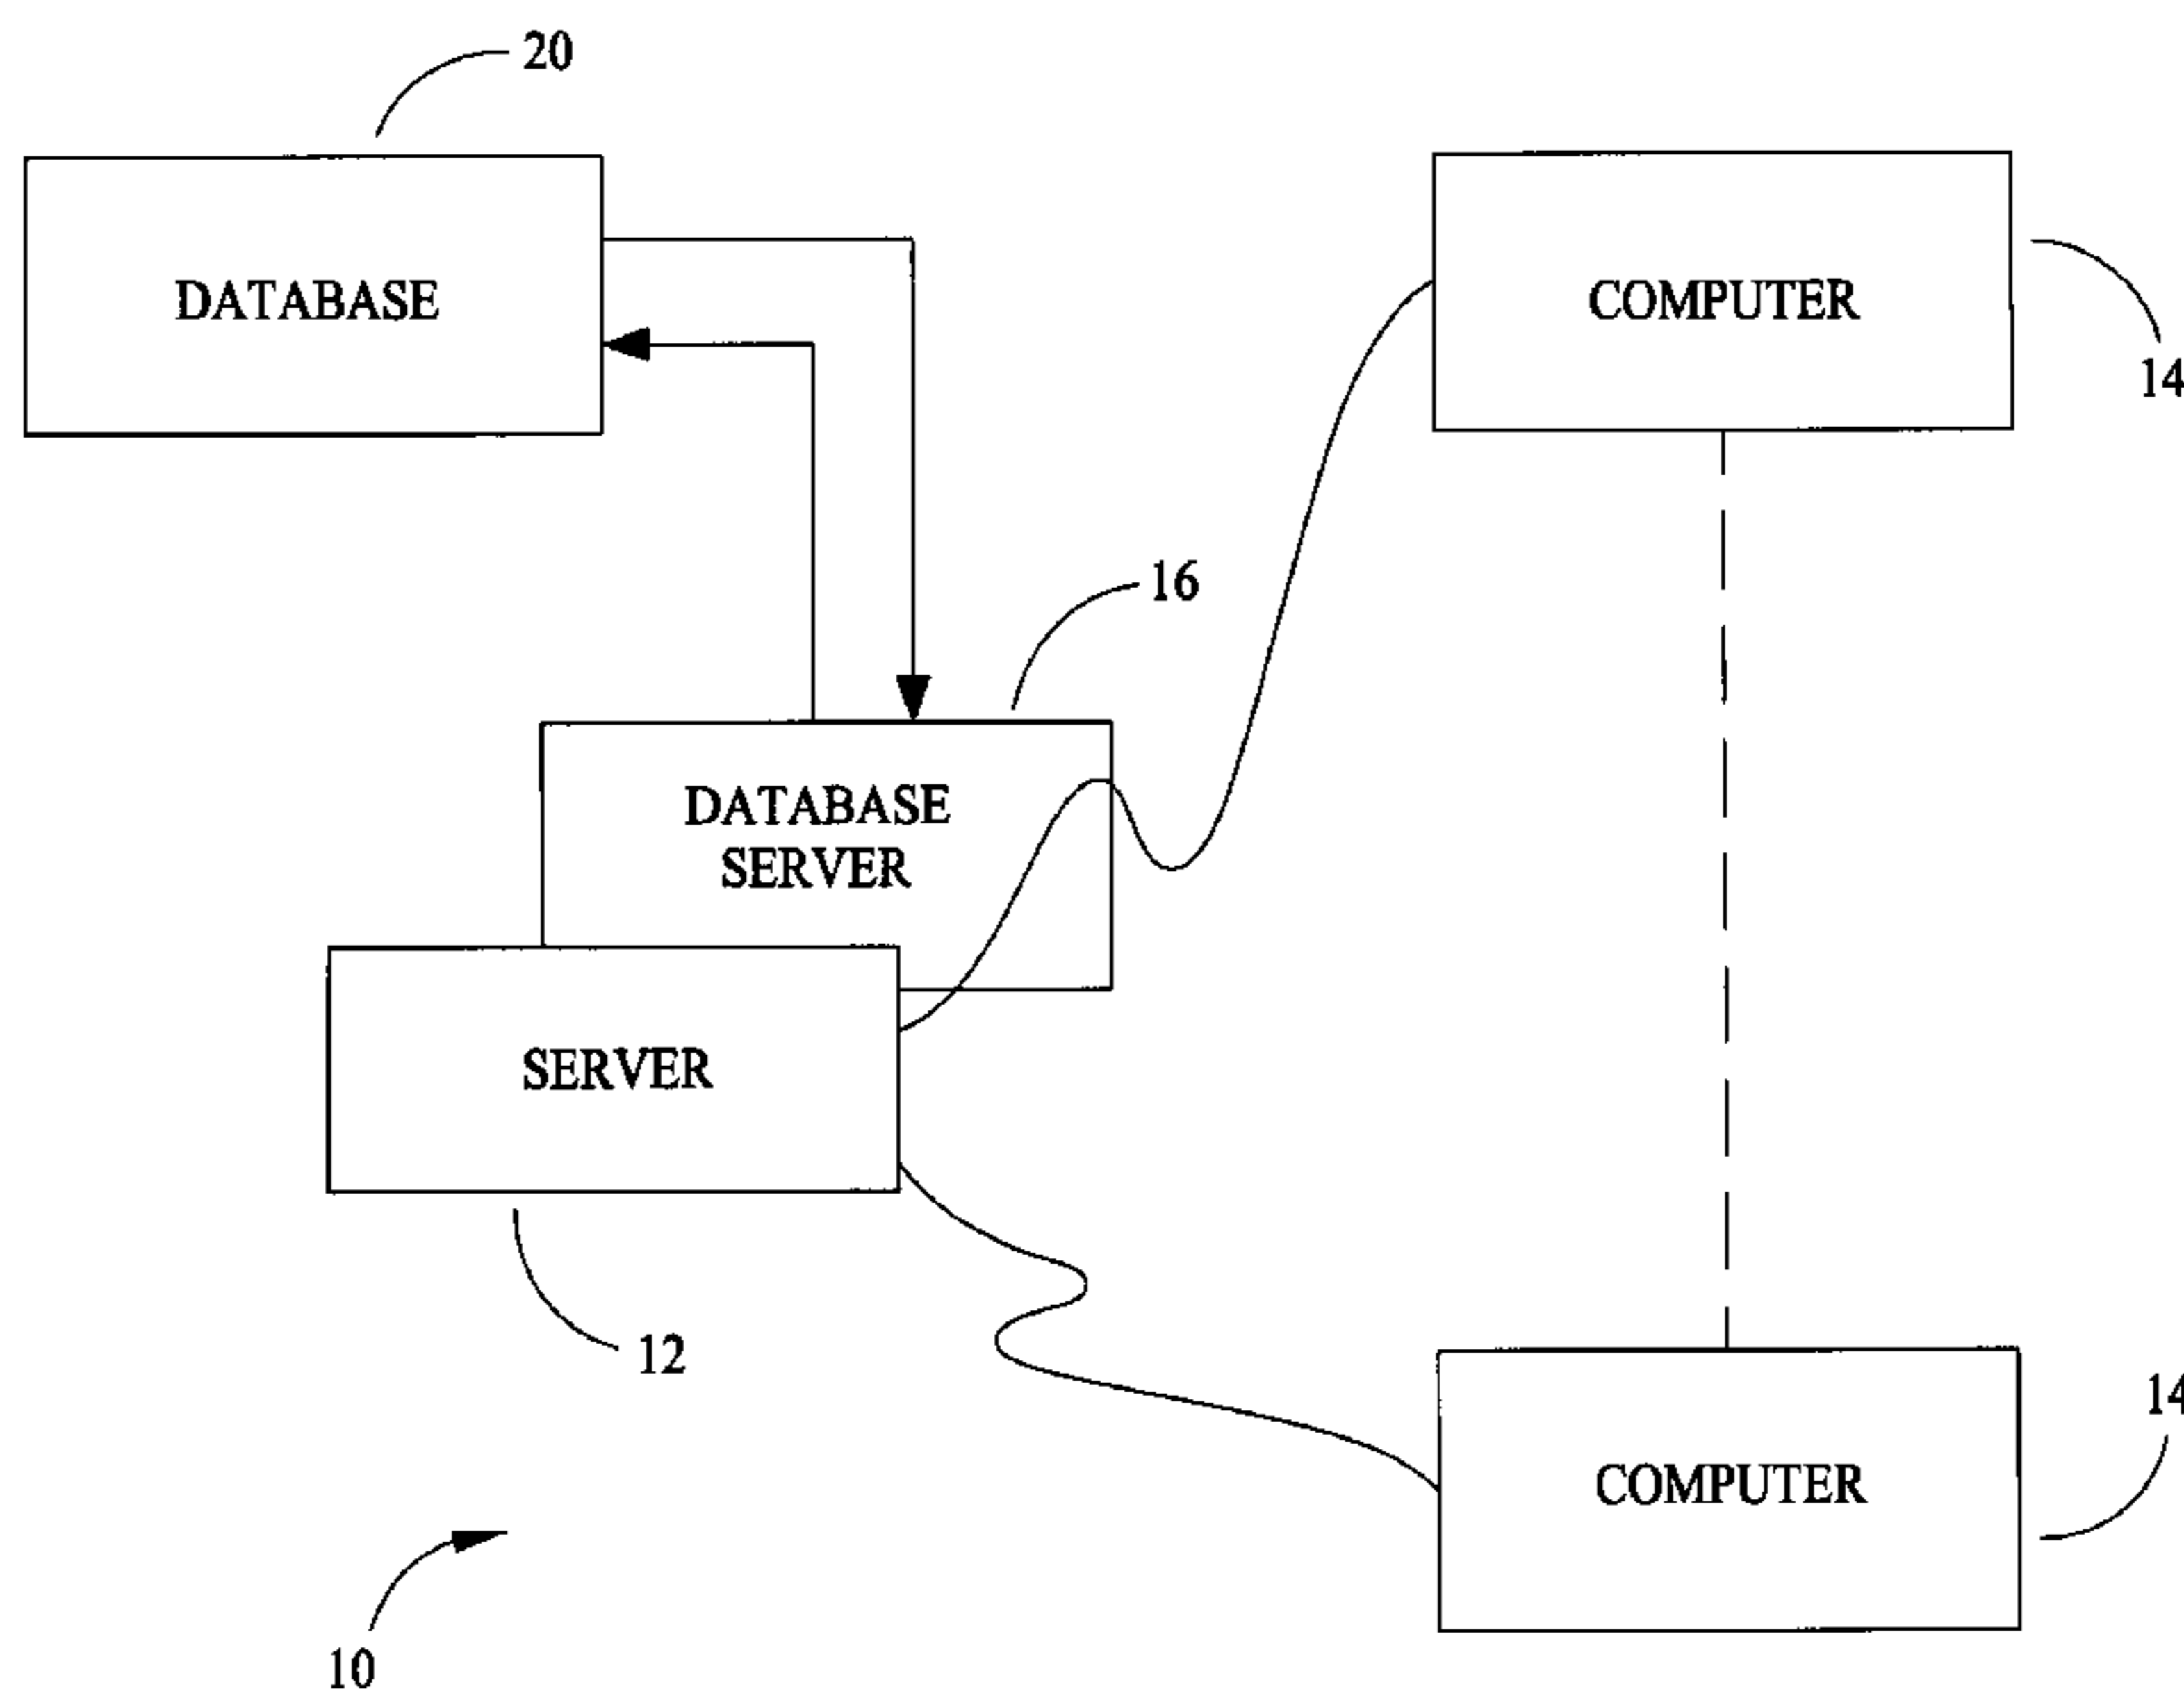 20
DATABASE
COMPUTER
14
16
DATABASE
SERVER
SERVER
12
14
COMPUTER
10